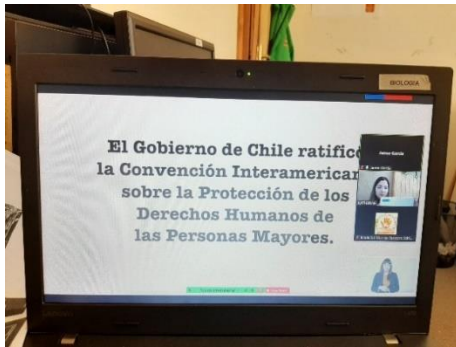 BIOLOGIA
El Gobierno de Chile ratificó
la Convención Interamerican
sobre la Protección de los
Derechos Humanos de
las Personas Mayores.